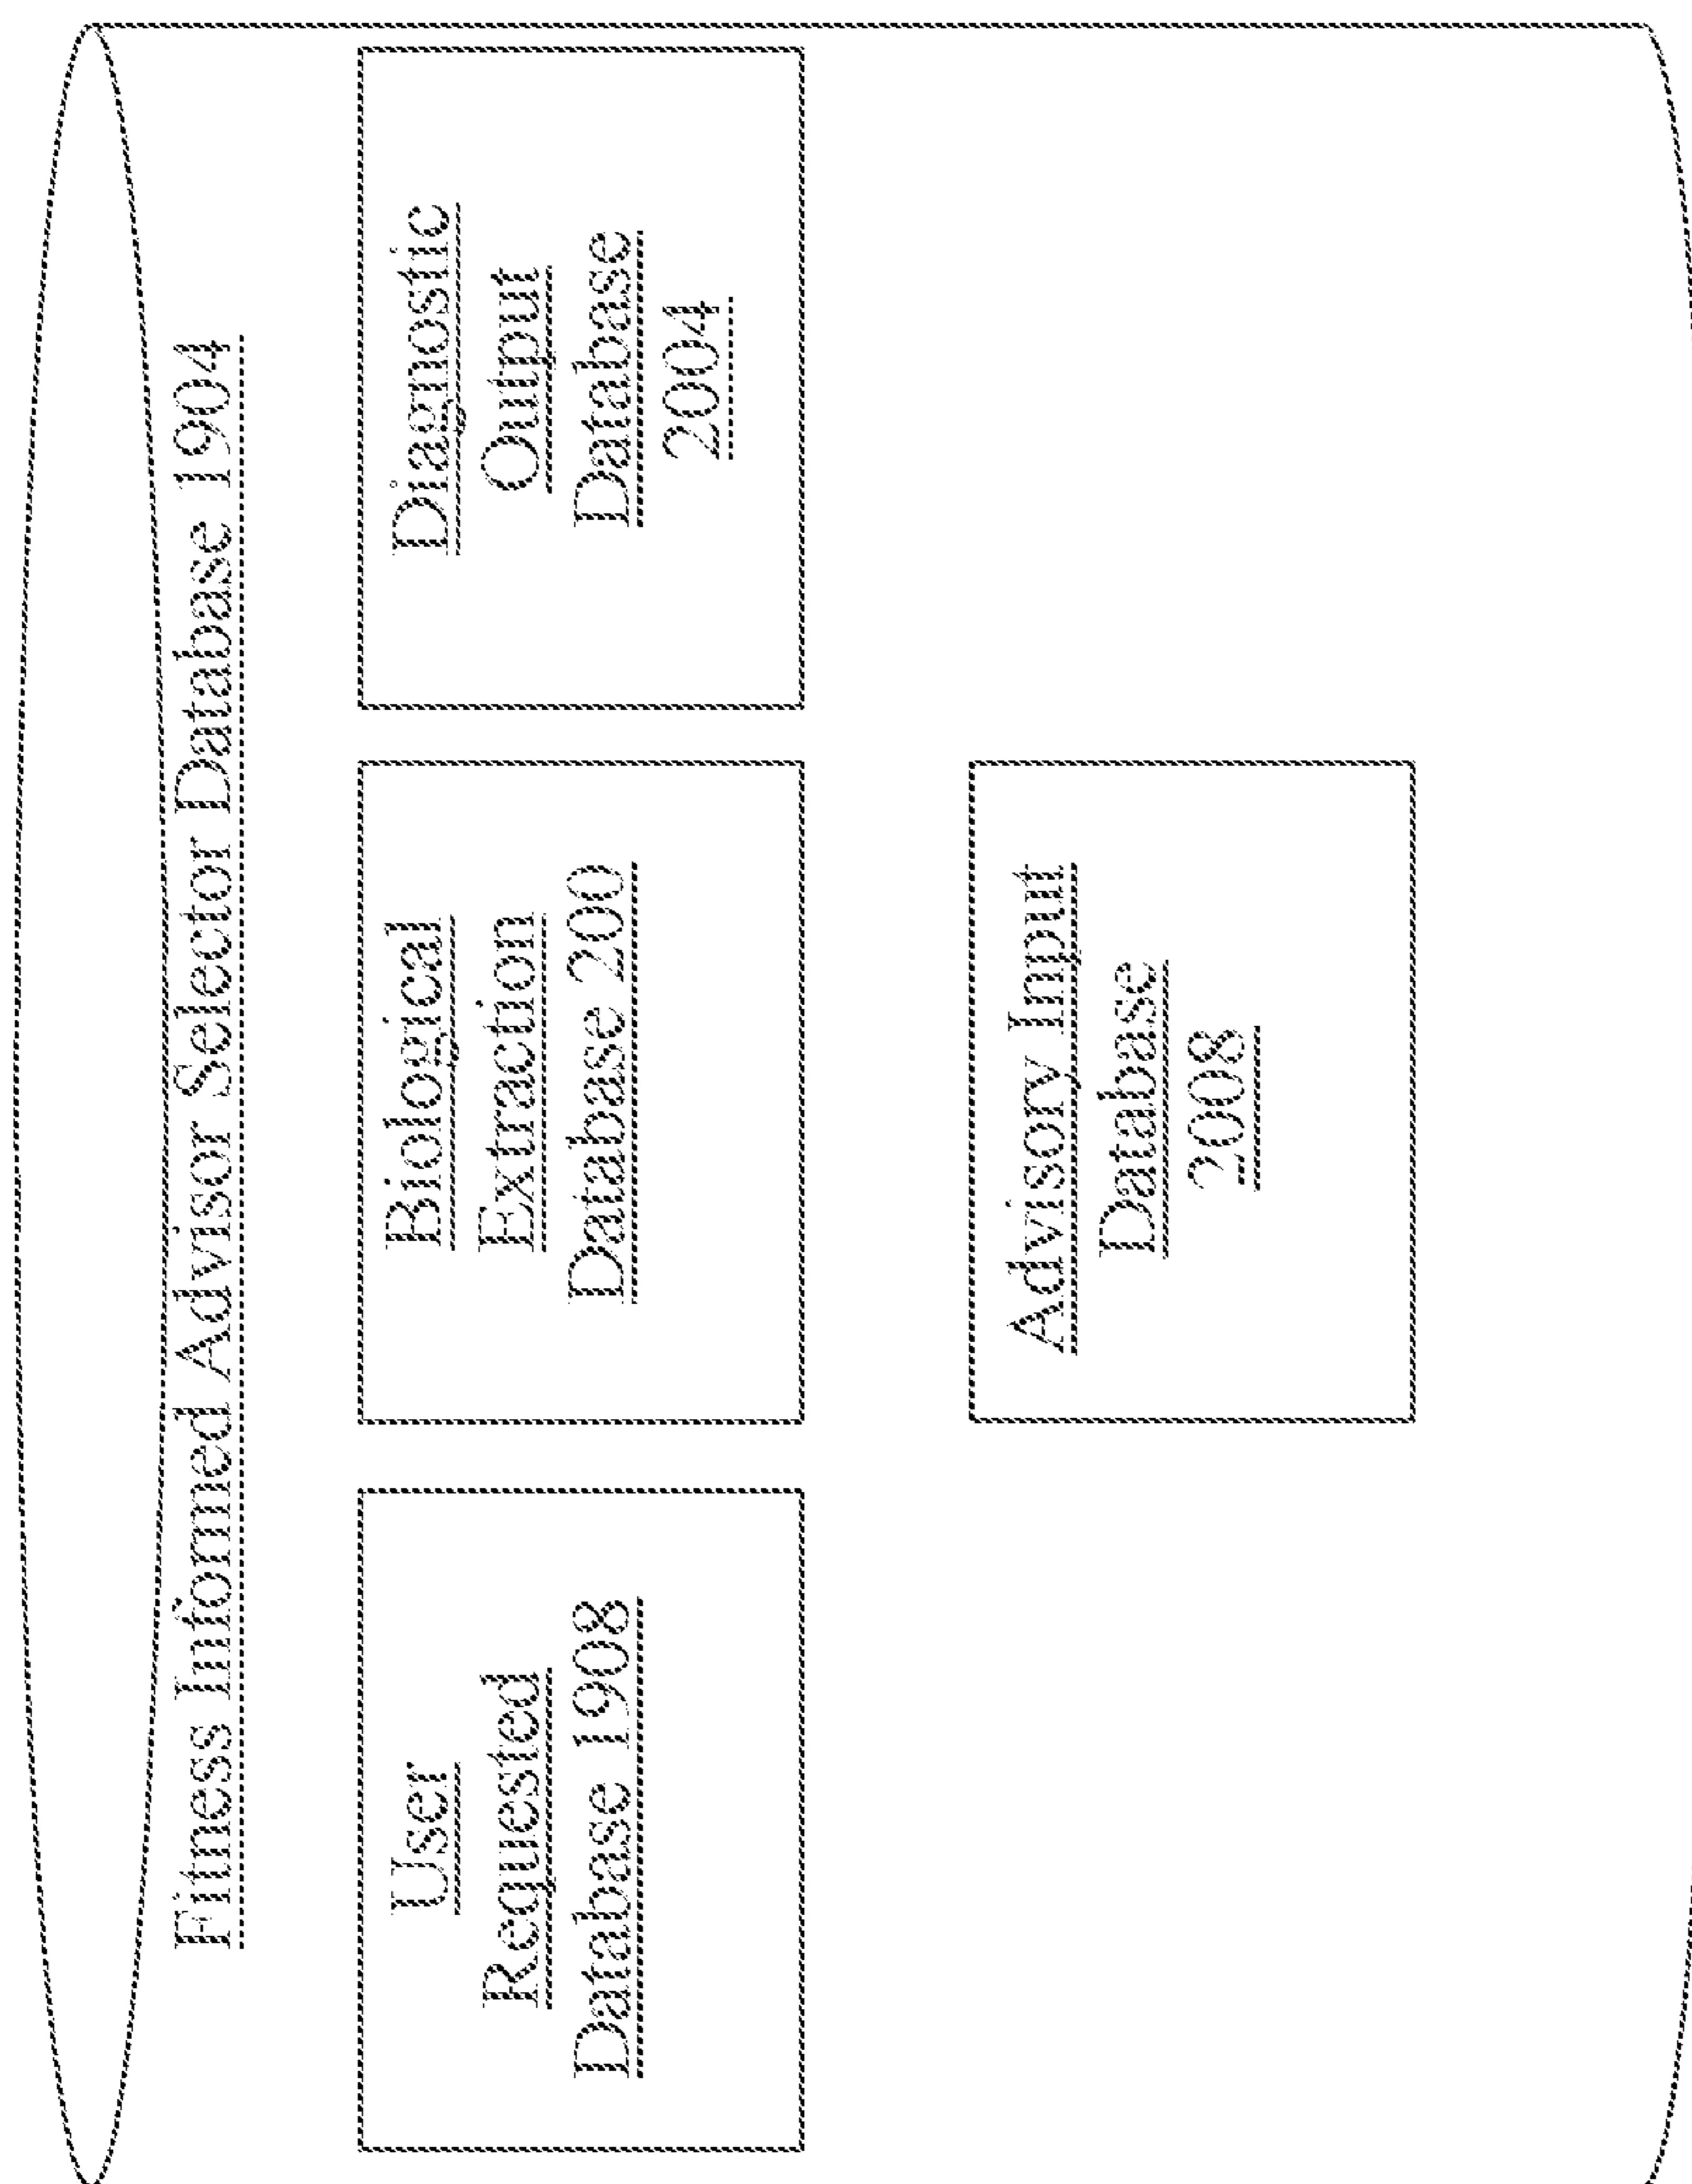 Fitness Informed Advisor Selector Database 1904
User
Requested
Database 1908
Biological
Extraction
Database 200
Diagnostic
Output
Database
2004
Advisory Input
Database
2008